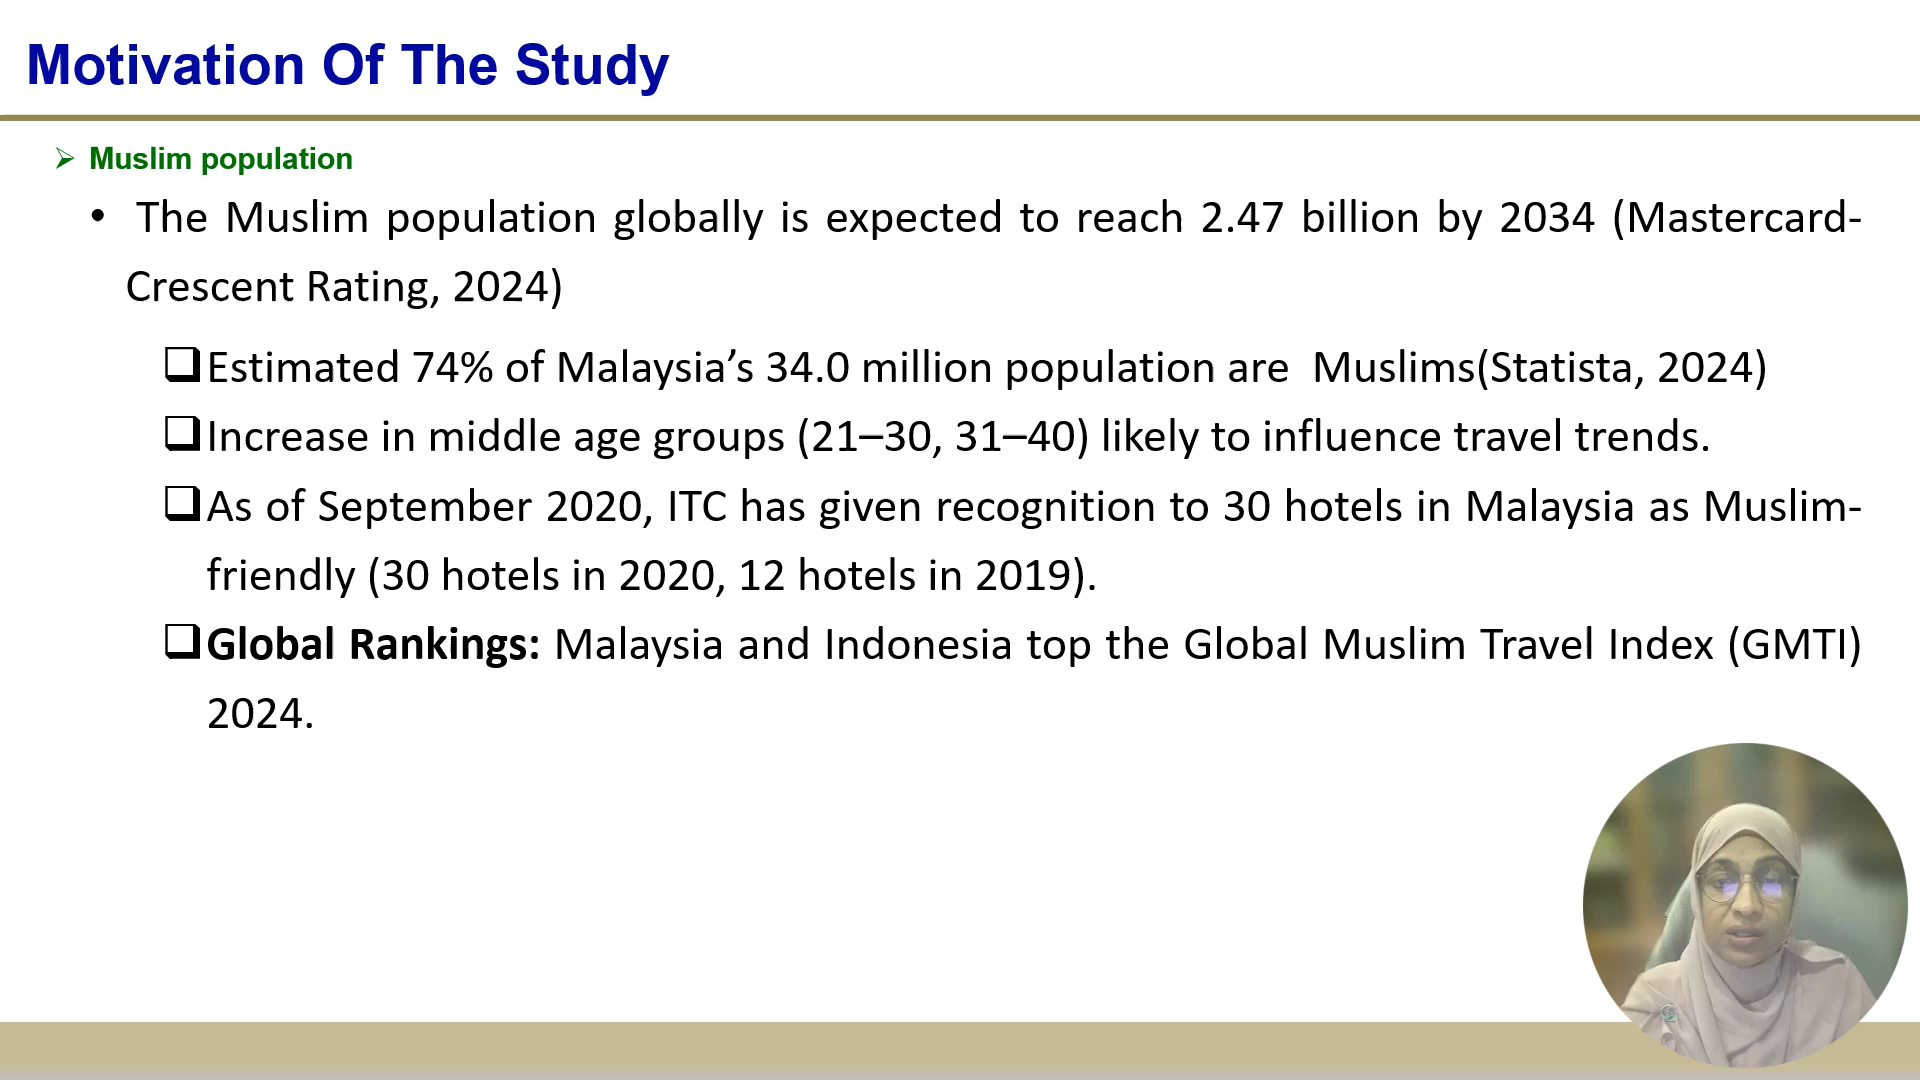 Motivation Of The Study
Muslim population
The Muslim population globally is expected to reach 2.47 billion by 2034 (Mastercard-
Crescent Rating, 2024)
Estimated 74% of Malaysia’s 34.0 million population are  Muslims(Statista, 2024)
Increase in middle age groups (21–30, 31–40) likely to influence travel trends.
As of September 2020, ITC has given recognition to 30 hotels in Malaysia as Muslim-
friendly (30 hotels in 2020, 12 hotels in 2019).
Global Rankings: Malaysia and Indonesia top the Global Muslim Travel Index (GMTI)
2024.